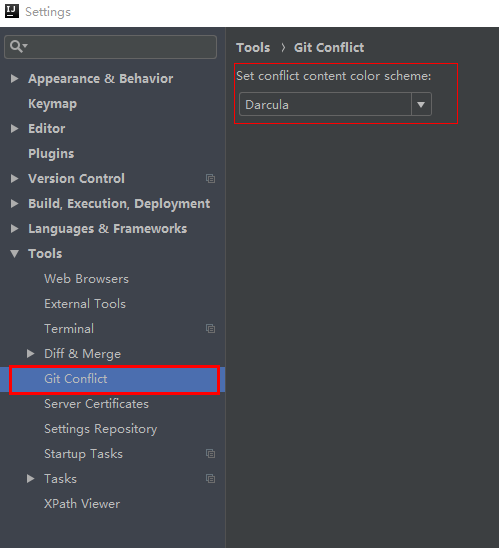 IJ Settings
Appearance & Behavior
Keymap
Editor
Plugins
Version Control
Build, Execution, Deployment
Languages & Frameworks
Tools
Web Browsers
External Tools
Terminal
Diff & Merge
Git Conflict
Server Certificates
Settings Repository
Startup Tasks
Tasks
XPath Viewer
Tools › Git Conflict
Set conflict content color scheme:
Darcula